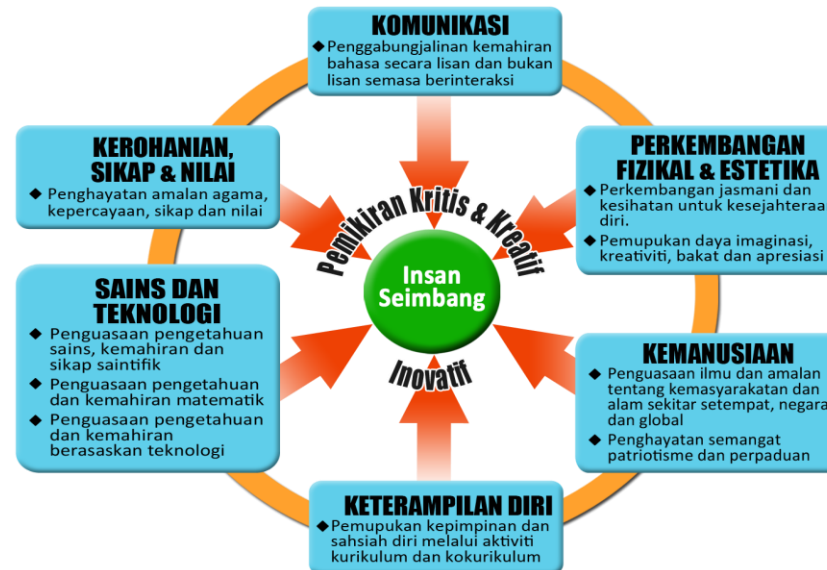 KOMUNIKASI
◆ Penggabungjalinan kemahiran
bahasa secara lisan dan bukan
lisan semasa berinteraksi
KEROHANIAN,
SIKAP & NILAI
◆ Penghayatan amalan agama,
kepercayaan, sikap dan nilai
PERKEMBANGAN
FIZIKAL & ESTETIKA
◆ Perkembangan jasmani dan
kesihatan untuk kesejahteraa
diri.
◆ Pemupukan daya imaginasi,
kreativiti, bakat dan apresiasi
Pemikiran Kritis & Kreatif
Insan
Seimbang
Inovatif
SAINS DAN
TEKNOLOGI
◆ Penguasaan pengetahuan
sains, kemahiran dan
sikap saintifik
◆ Penguasaan pengetahuan
dan kemahiran matematik
◆ Penguasaan pengetahuan
dan kemahiran
berasaskan teknologi
KEMANUSIAAN
◆ Penguasaan ilmu dan amalan
tentang kemasyarakatan dan
alam sekitar setempat, negara
dan global
◆ Penghayatan semangat
patriotisme dan perpaduan
KETERAMPILAN DIRI
◆ Pemupukan kepimpinan dan
sahsiah diri melalui aktiviti
kurikulum dan kokurikulum